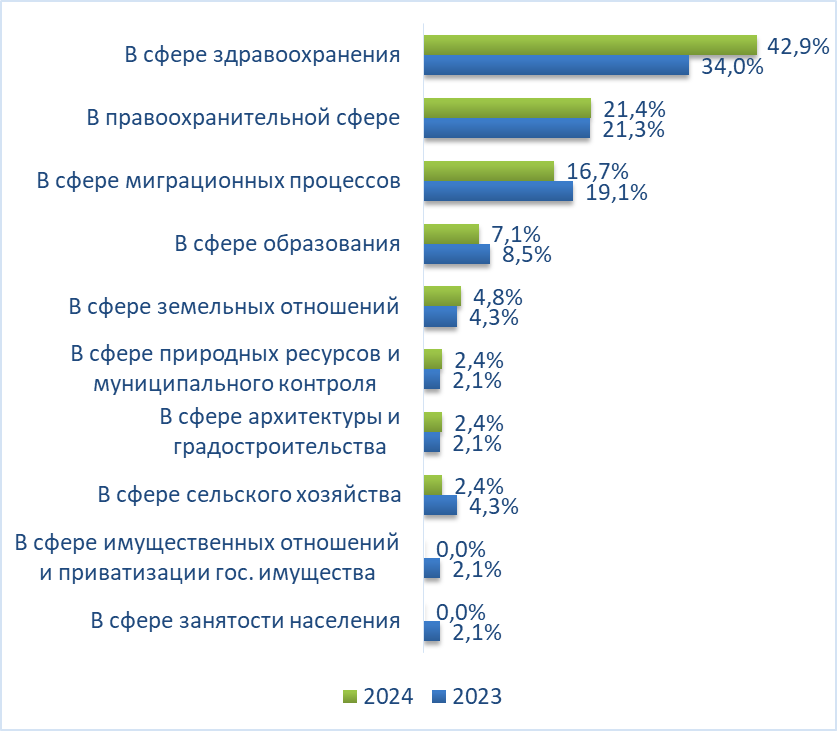 В сфере здравоохранения
42,9%
34,0%
В правоохранительной сфере
21,4%
21,3%
В сфере миграционных процессов
16,7%
19,1%
В сфере образования
7,1%
8,5%
В сфере земельных отношений
4,8%
4,3%
В сфере природных ресурсов и
муниципального контроля
2,4%
2,1%
В сфере архитектуры и
градостроительства
2,4%
2,1%
В сфере сельского хозяйства
2,4%
4,3%
В сфере имущественных отношений
и приватизации гос. имущества
0,0%
2,1%
В сфере занятости населения
0,0%
2,1%
2024 2023